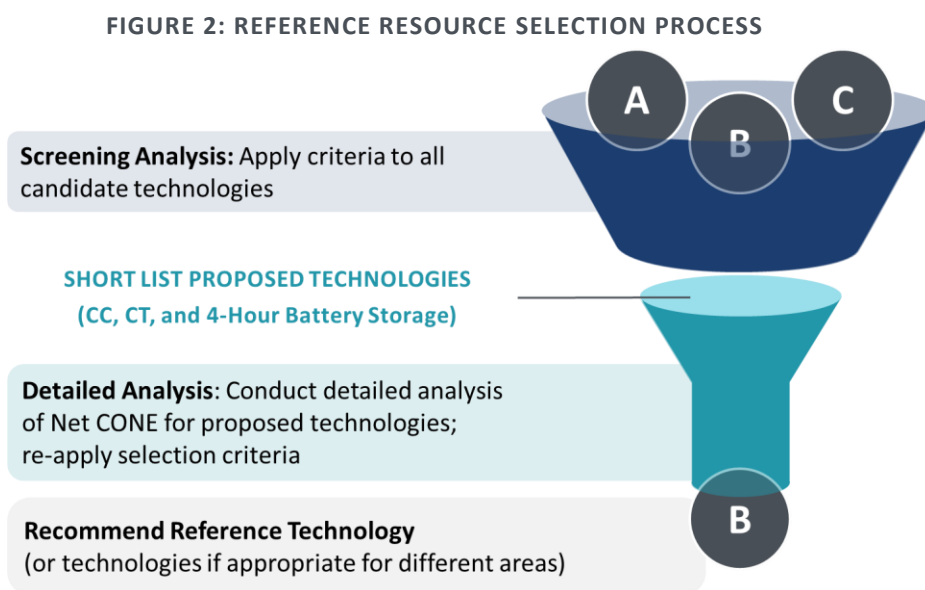 FIGURE 2: REFERENCE RESOURCE SELECTION PROCESS
A
B
C
Screening Analysis: Apply criteria to all
candidate technologies
SHORT LIST PROPOSED TECHNOLOGIES
(CC, CT, and 4-Hour Battery Storage)
Detailed Analysis: Conduct detailed analysis
of Net CONE for proposed technologies;
re-apply selection criteria
B
Recommend Reference Technology
(or technologies if appropriate for different areas)